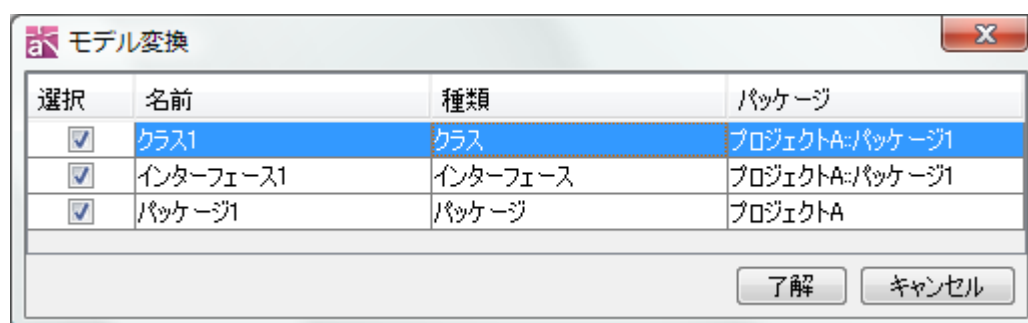 モデル変換
選択 名前 種類 パッケージ
クラス1 クラス プロジェクトA::パッケージ1
インターフェース1 インターフェース プロジェクトA::パッケージ1
パッケージ1 パッケージ プロジェクトA
了解 キャンセル